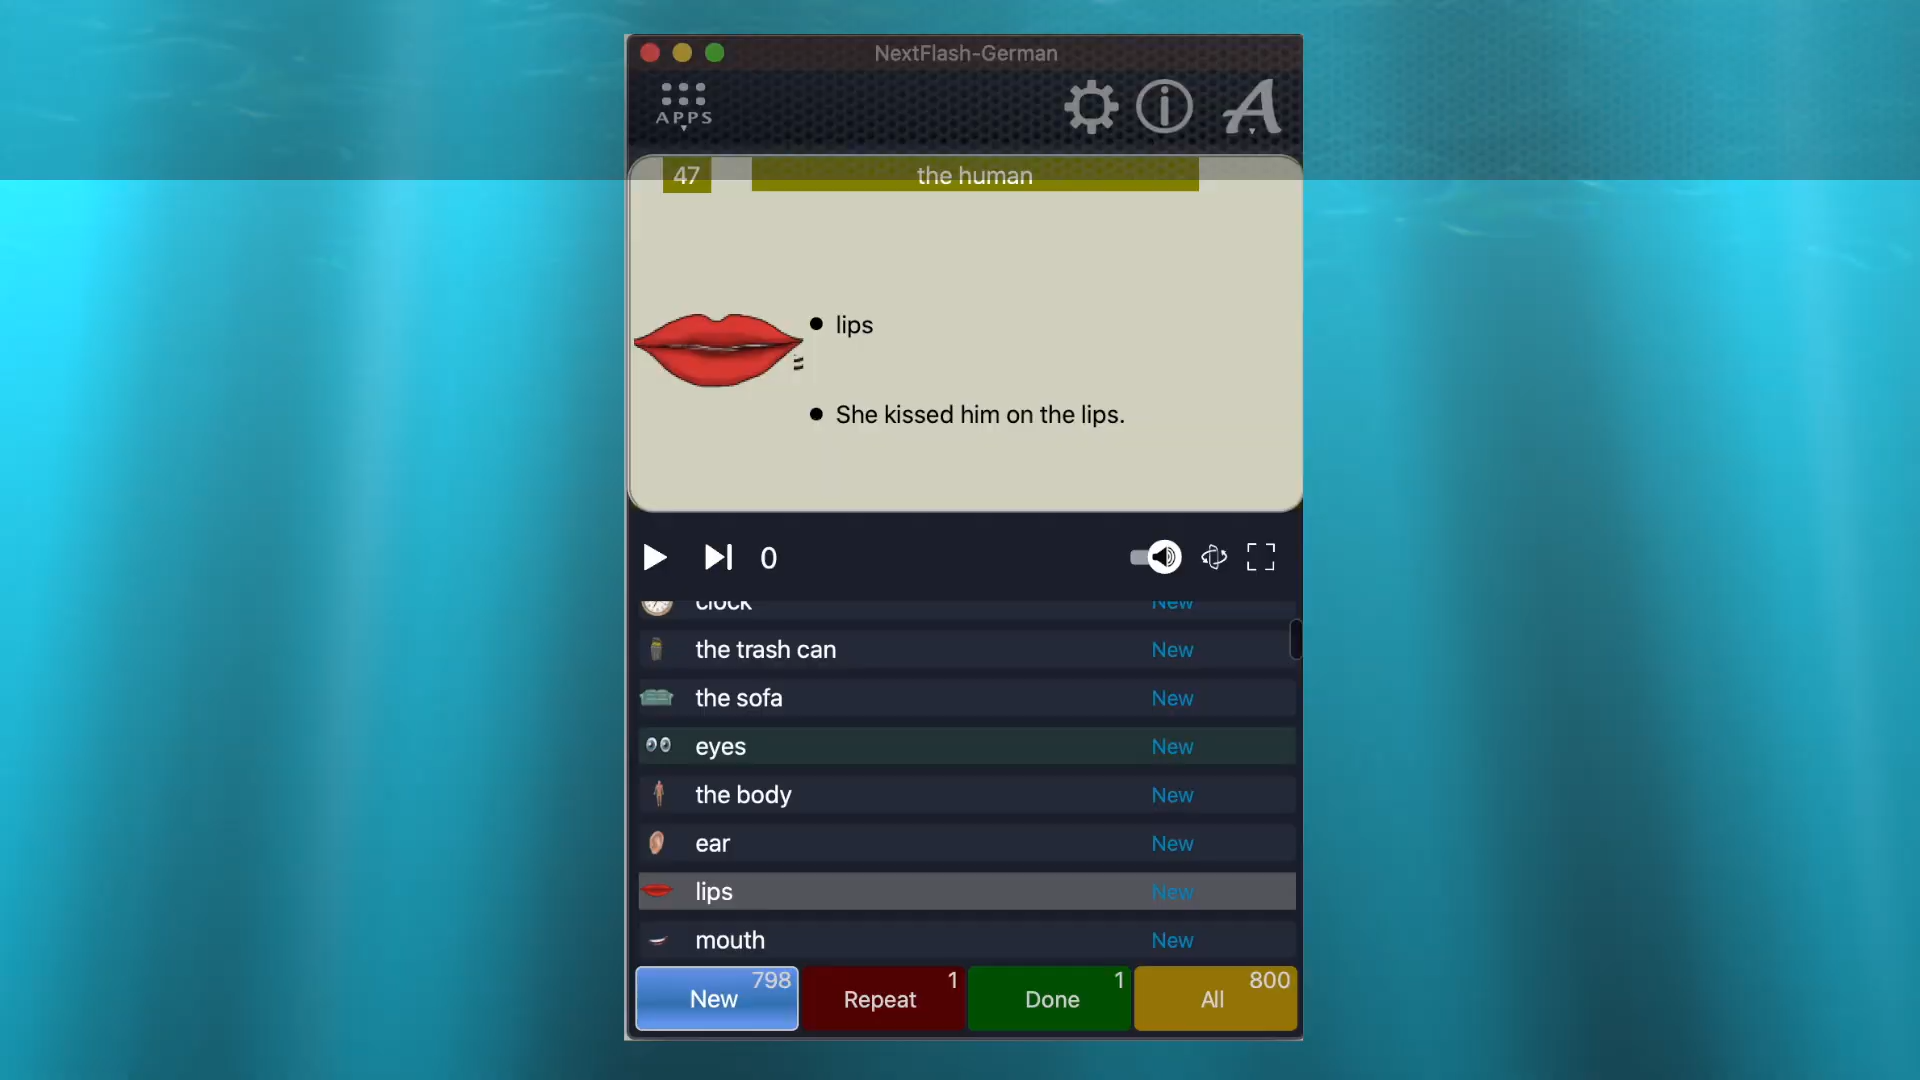 NextFlash-German
APPS
A
47
the human
lips
She kissed him on the lips.
0
clock New
the trash can New
the sofa New
eyes New
the body New
ear New
lips New
mouth New
798
New
1
Repeat
1
Done
800
All